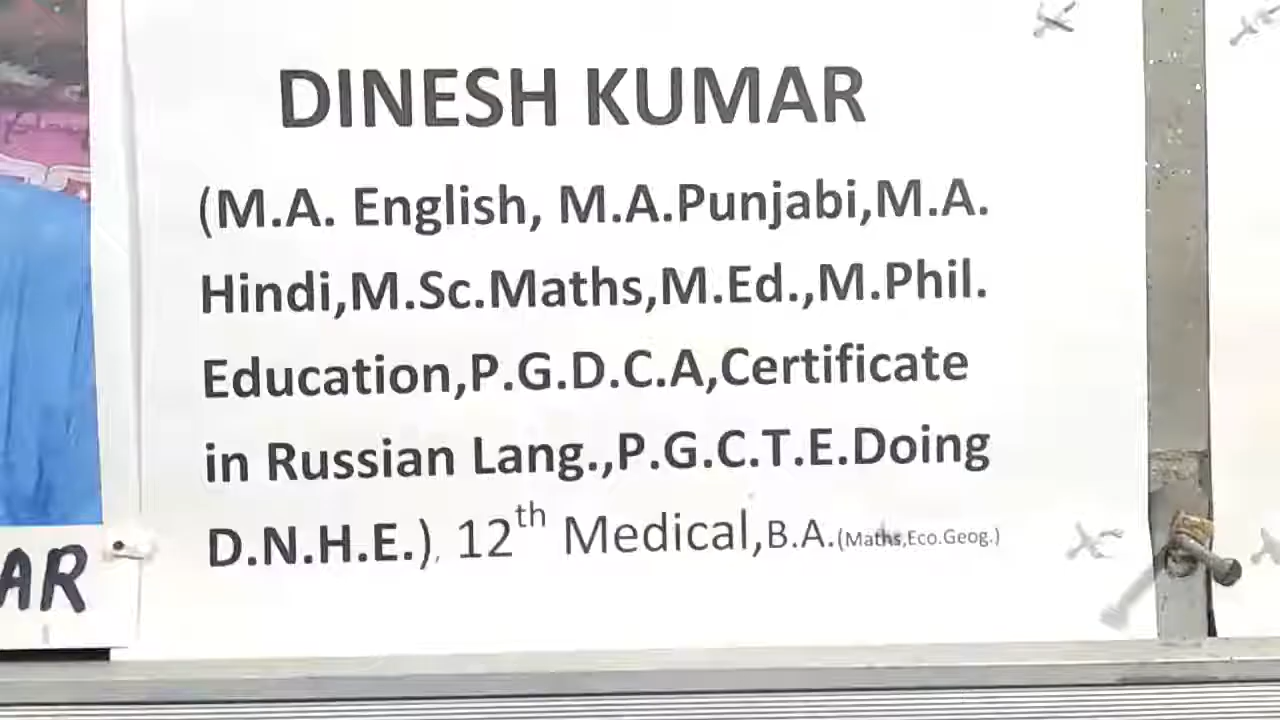 DINESH KUMAR
(M.A. English, M.A.Punjabi,M.A.
Hindi,M.Sc.Maths,M.Ed.,M.Phil.
Education,P.G.D.C.A,Certificate
in Russian Lang.,P.G.C.T.E.Doing
D.N.H.E.), 12th Medical,B.A.(Maths,Eco.Geog.)
AR